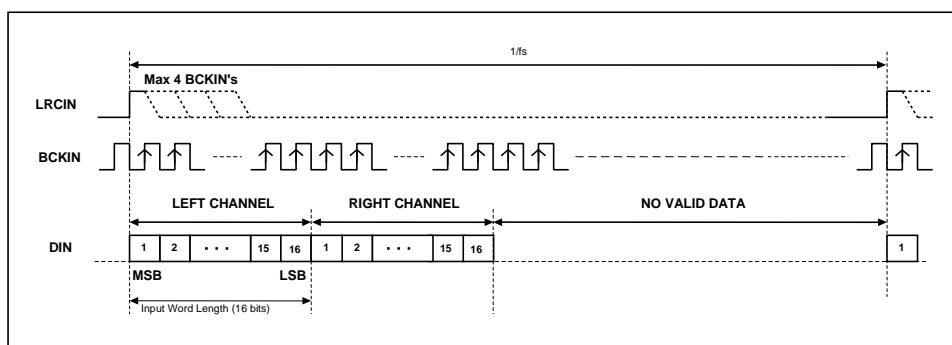 1/fs
Max 4 BCKIN's
LRCIN
BCKIN
LEFT CHANNEL RIGHT CHANNEL NO VALID DATA
DIN 1 2 15 16 1 2 15 16 1
MSB LSB
Input Word Length (16 bits)